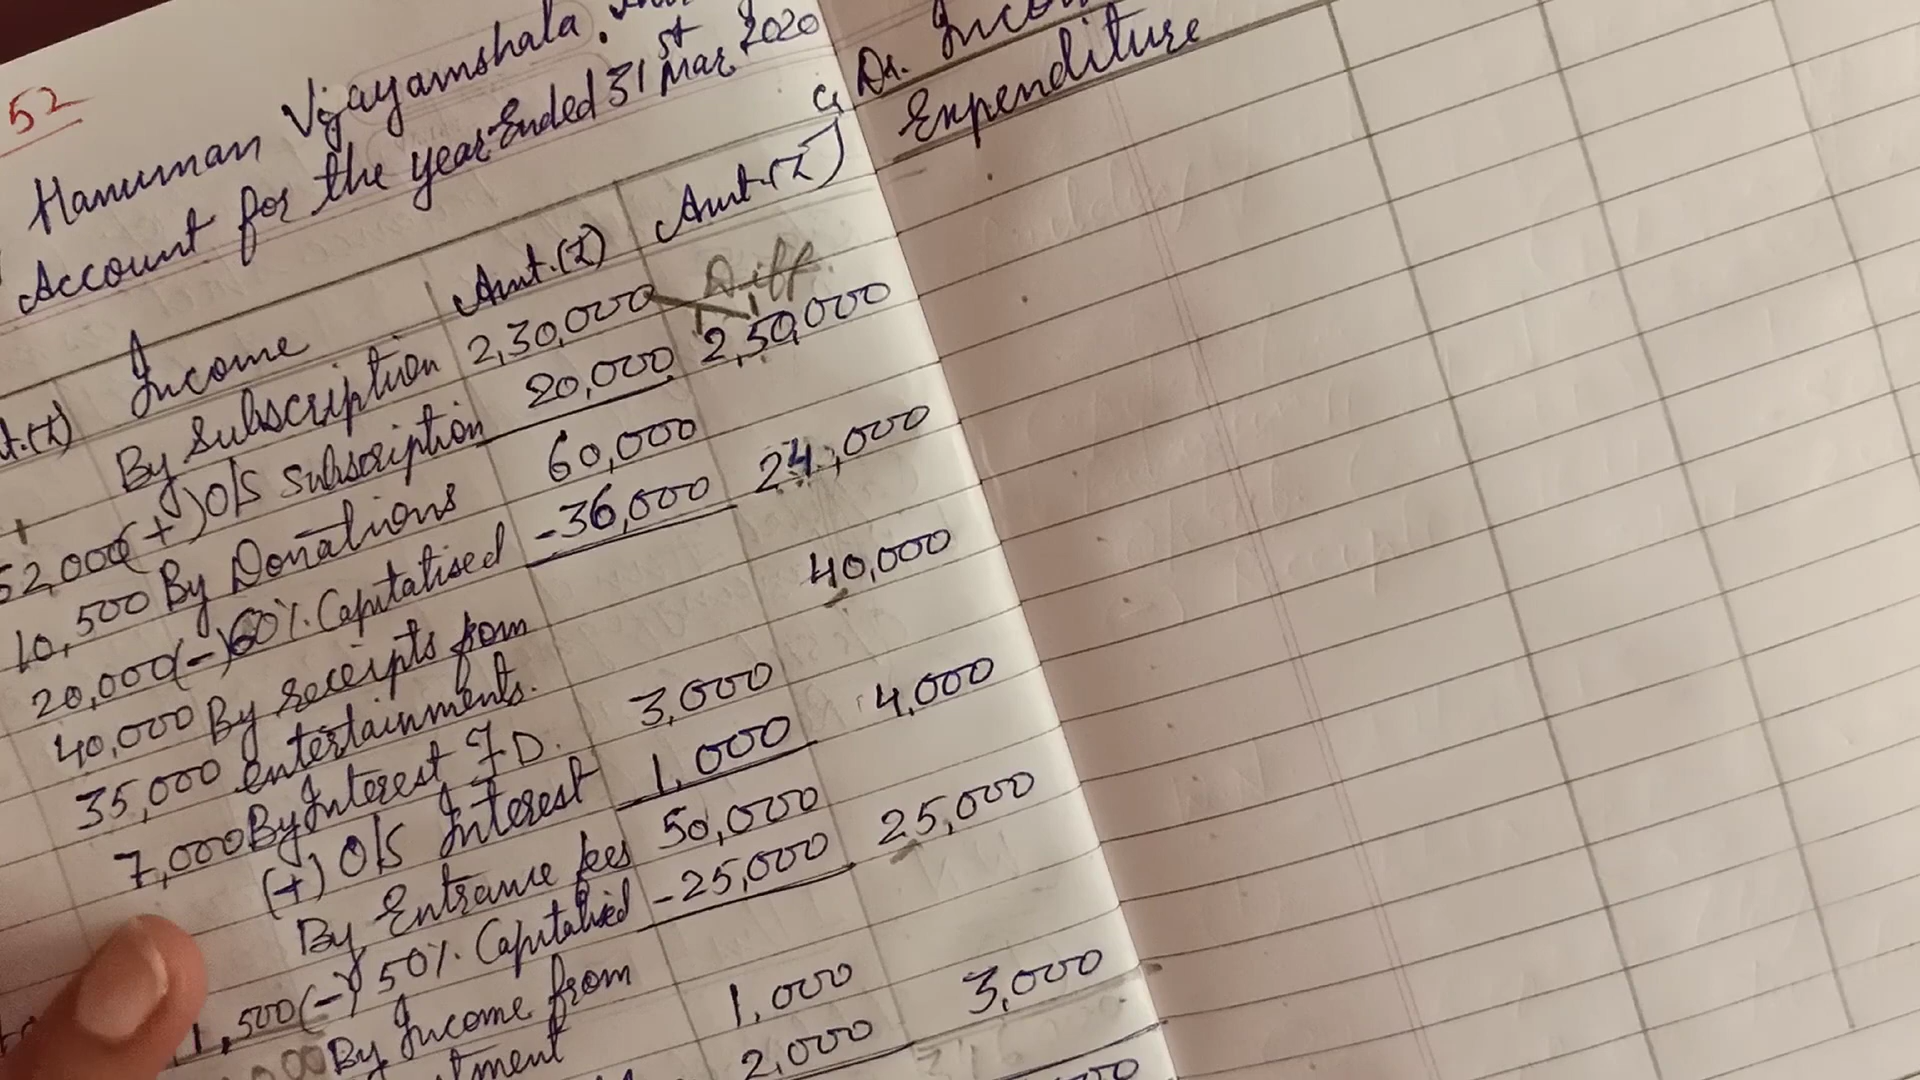 52
Hanuman Vijayamshala.
Account for the year Ended 31st Mar 2020
Cr
Income Amt.(₹) Amt.(₹)
Diff.
By Subscription 2,30,000
(+) O/S Subscription 20,000 2,50,000
52,000
By Donations 60,000
10,500
(-) 60% Capitalised -36,000 24,000
20,000
By receipts from
40,000
entertainments. 40,000
35,000
By Interest F.D. 3,000
7,000
(+) O/S Interest 1,000 4,000
By Entrance fees 50,000
(-) 50% Capitalised -25,000 25,000
1,500
By Income from
1,000
2,000 3,000
Dr.
Expenditure